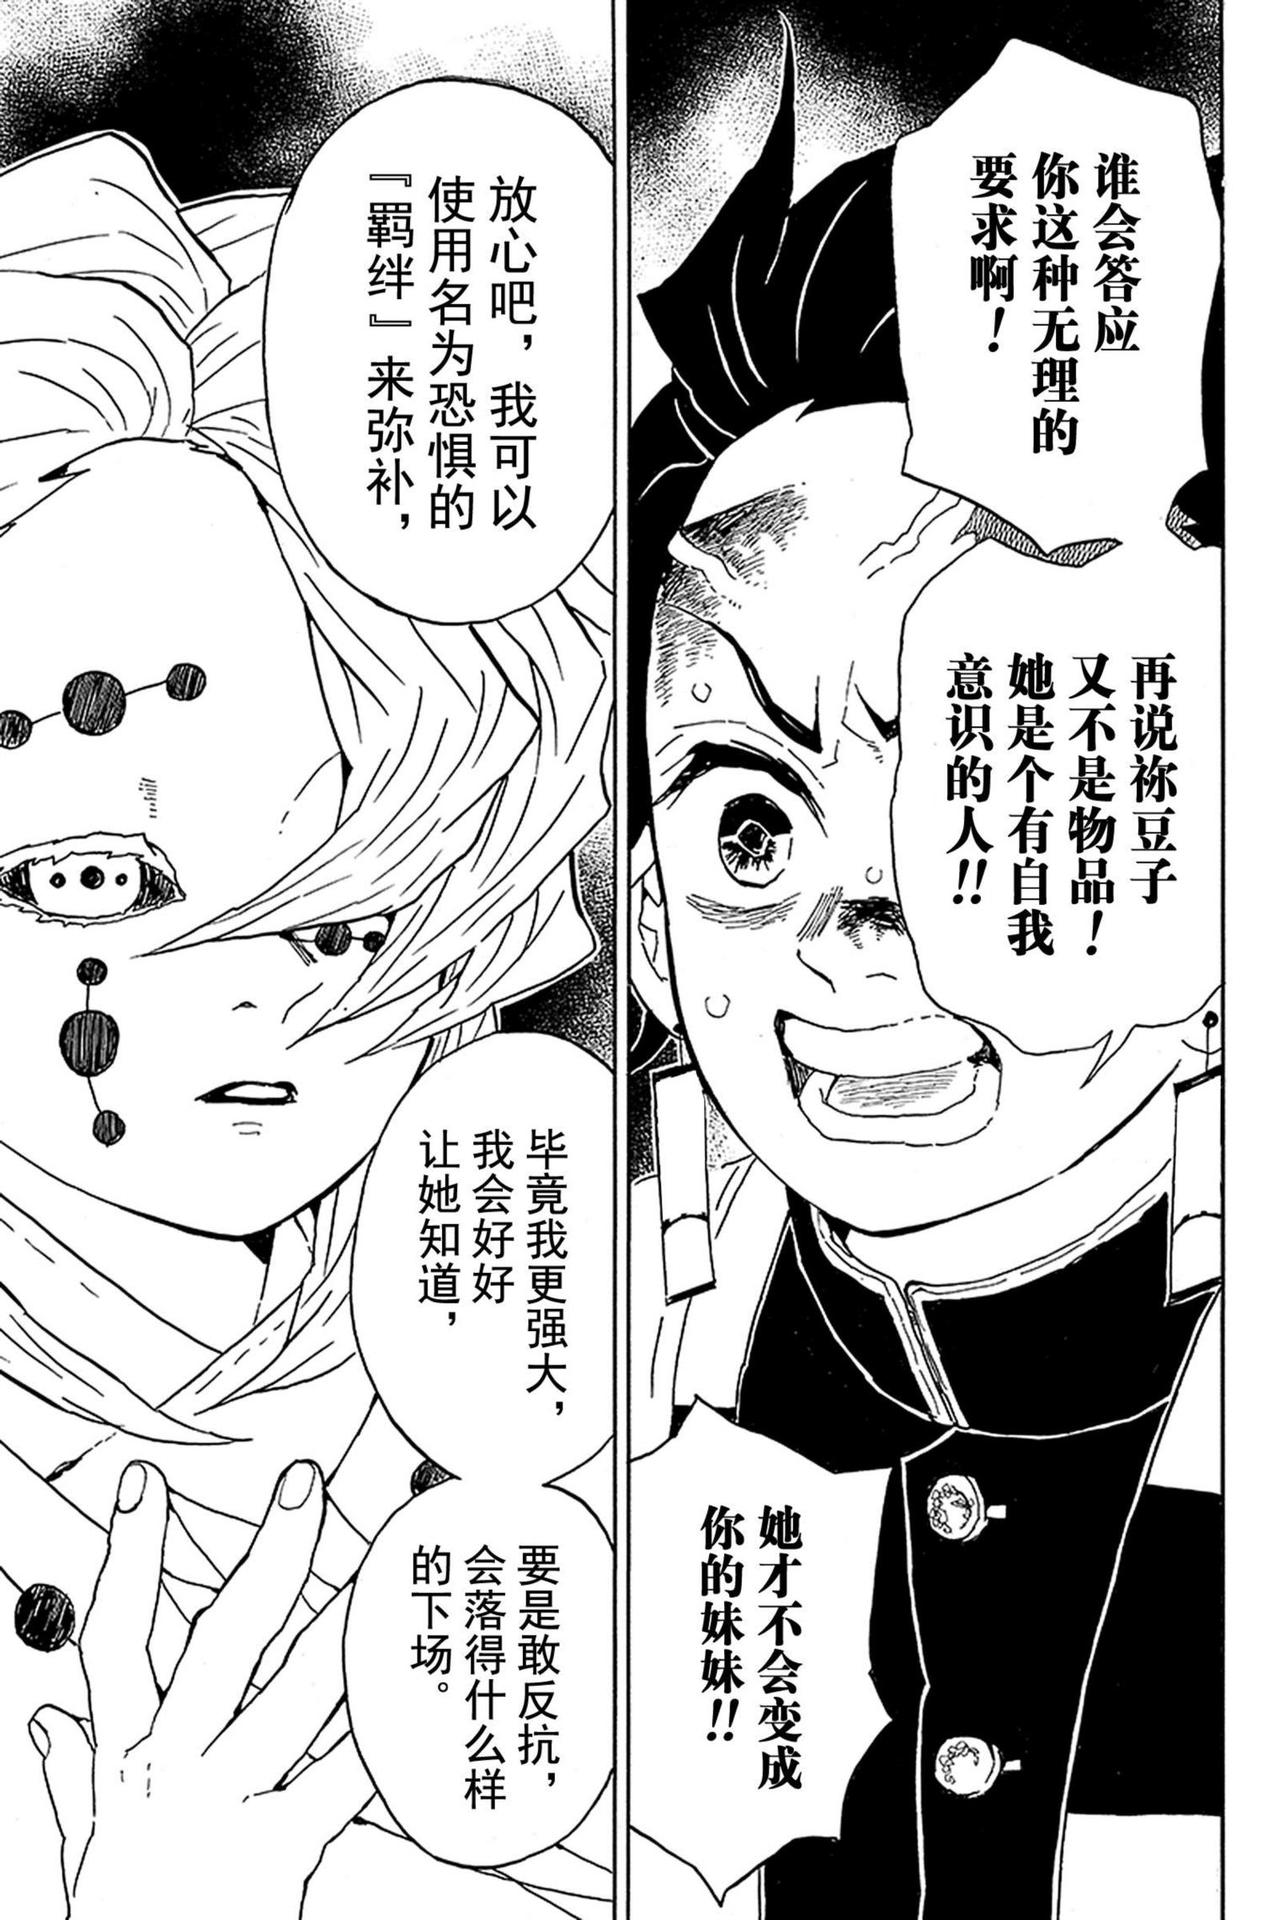 谁会答应
你这种无理的
要求啊！
再说祢豆子
又不是物品！
她是个有自我
意识的人!!
她才不会变成
你的妹妹!!
放心吧，我可以
使用名为恐惧的
『羁绊』来弥补，
毕竟我更强大，
我会好好
让她知道，
要是敢反抗，
会落得什么样
的下场。